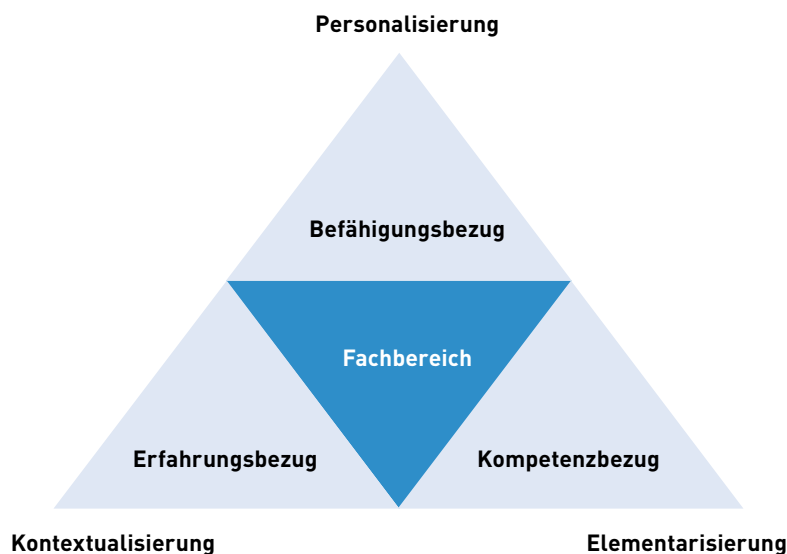 Personalisierung
Befähigungsbezug
Fachbereich
Erfahrungsbezug
Kompetenzbezug
Kontextualisierung
Elementarisierung